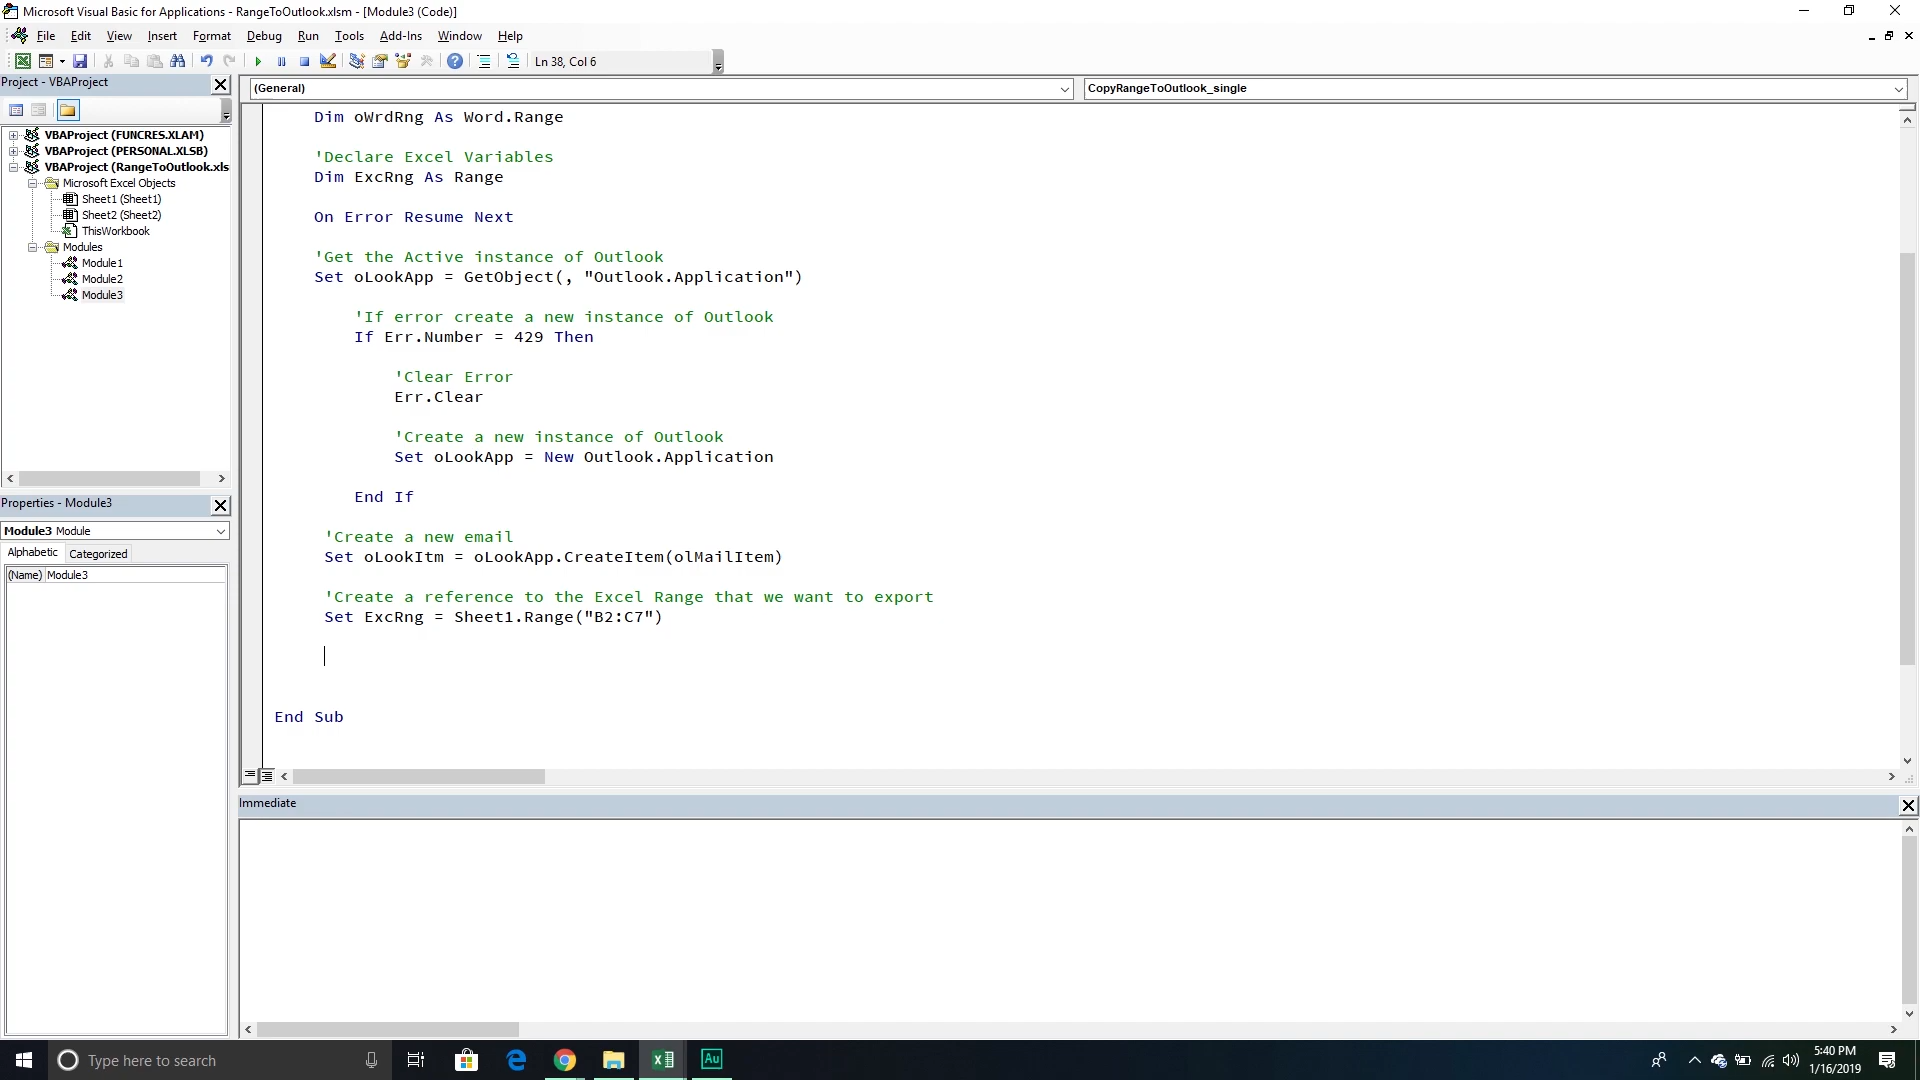 Microsoft Visual Basic for Applications - RangeToOutlook.xlsm - [Module3 (Code)]
File Edit View Insert Format Debug Run Tools Add-Ins Window Help
Ln 38, Col 6
Project - VBAProject
(General)
CopyRangeToOutlook_single
VBAProject (FUNCRES.XLAM)
VBAProject (PERSONAL.XLSB)
VBAProject (RangeToOutlook.xls
Microsoft Excel Objects
Sheet1 (Sheet1)
Sheet2 (Sheet2)
ThisWorkbook
Modules
Module1
Module2
Module3
Properties - Module3
Module3 Module
Alphabetic Categorized
(Name) Module3
Dim oWrdRng As Word.Range
'Declare Excel Variables
Dim ExcRng As Range
On Error Resume Next
'Get the Active instance of Outlook
Set oLookApp = GetObject(, "Outlook.Application")
'If error create a new instance of Outlook
If Err.Number = 429 Then
'Clear Error
Err.Clear
'Create a new instance of Outlook
Set oLookApp = New Outlook.Application
End If
'Create a new email
Set oLookItm = oLookApp.CreateItem(olMailItem)
'Create a reference to the Excel Range that we want to export
Set ExcRng = Sheet1.Range("B2:C7")
End Sub
Immediate
Type here to search
Au
5:40 PM
1/16/2019